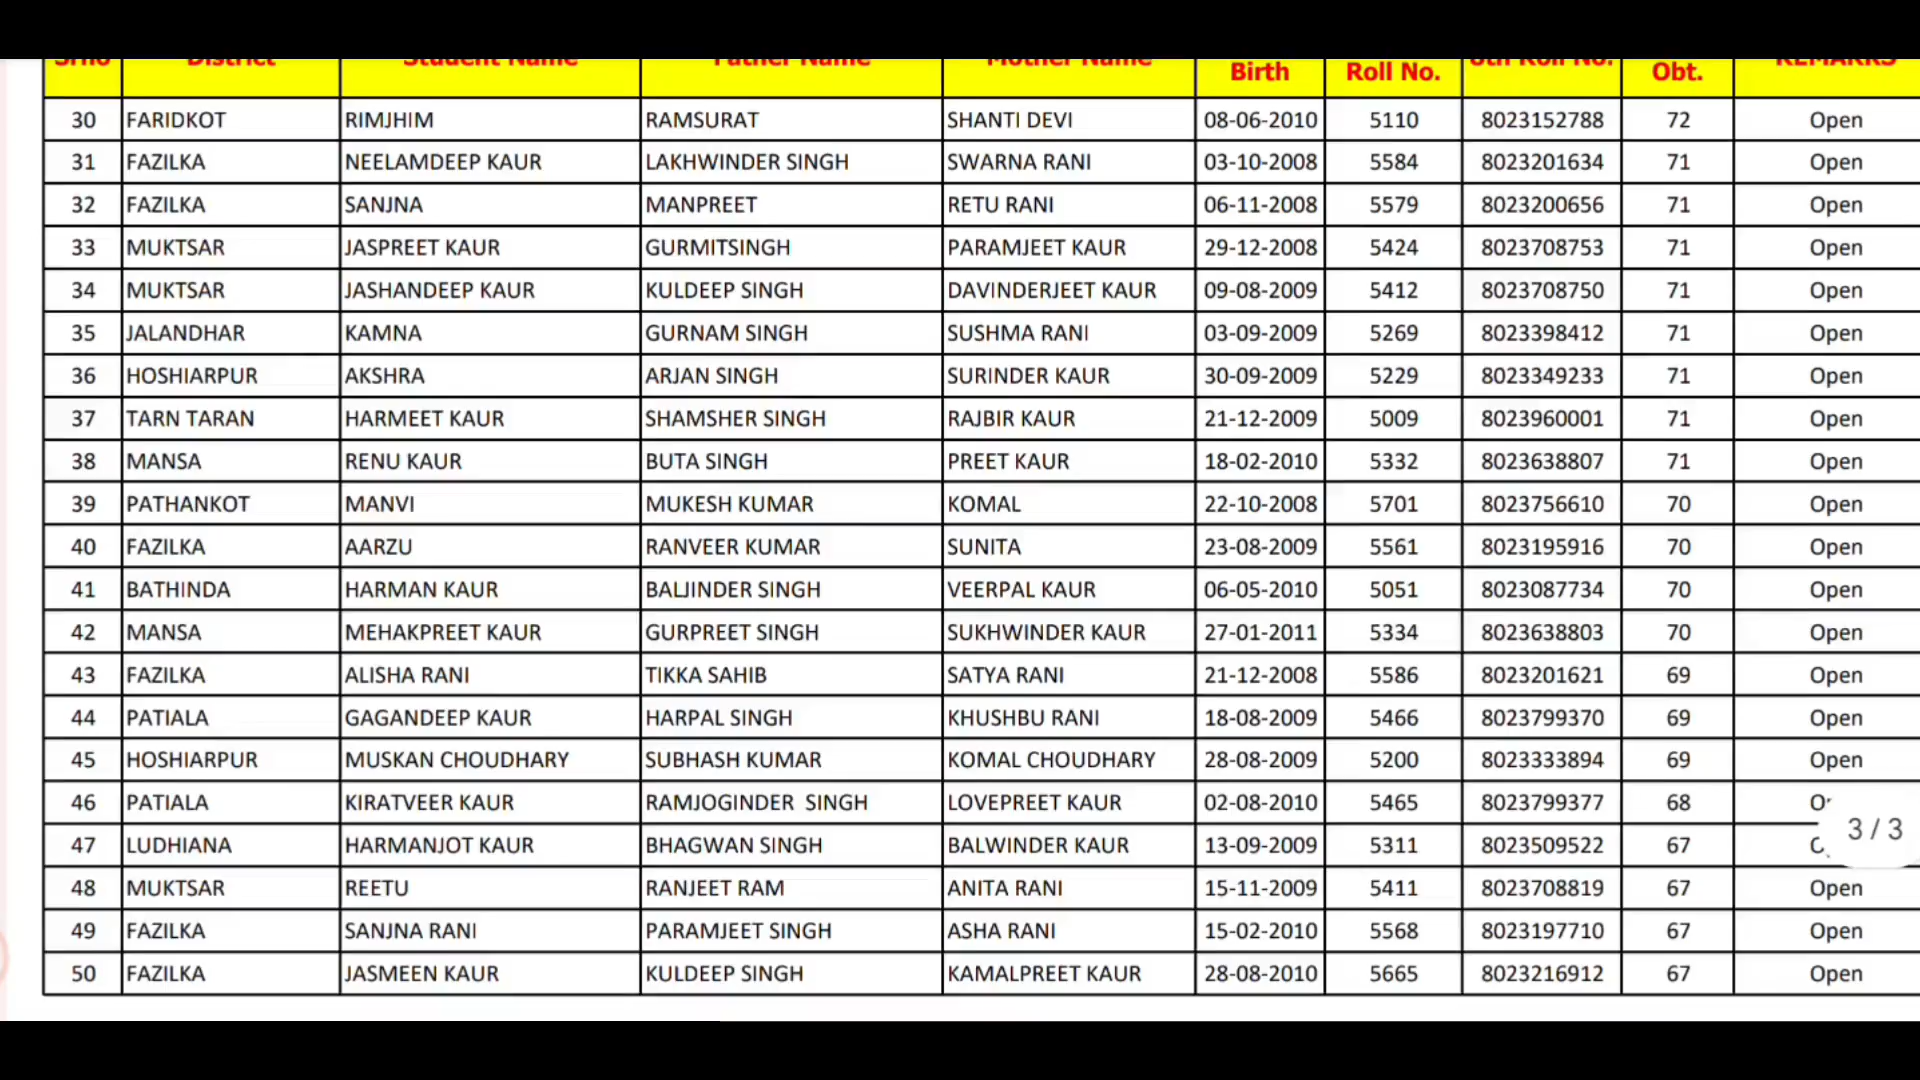 Srno District Student Name Father Name Mother Name Birth Roll No. 8th Roll No. Obt. REMARKS
30 FARIDKOT RIMJHIM RAMSURAT SHANTI DEVI 08-06-2010 5110 8023152788 72 Open
31 FAZILKA NEELAMDEEP KAUR LAKHWINDER SINGH SWARNA RANI 03-10-2008 5584 8023201634 71 Open
32 FAZILKA SANJNA MANPREET RETU RANI 06-11-2008 5579 8023200656 71 Open
33 MUKTSAR JASPREET KAUR GURMITSINGH PARAMJEET KAUR 29-12-2008 5424 8023708753 71 Open
34 MUKTSAR JASHANDEEP KAUR KULDEEP SINGH DAVINDERJEET KAUR 09-08-2009 5412 8023708750 71 Open
35 JALANDHAR KAMNA GURNAM SINGH SUSHMA RANI 03-09-2009 5269 8023398412 71 Open
36 HOSHIARPUR AKSHRA ARJAN SINGH SURINDER KAUR 30-09-2009 5229 8023349233 71 Open
37 TARN TARAN HARMEET KAUR SHAMSHER SINGH RAJBIR KAUR 21-12-2009 5009 8023960001 71 Open
38 MANSA RENU KAUR BUTA SINGH PREET KAUR 18-02-2010 5332 8023638807 71 Open
39 PATHANKOT MANVI MUKESH KUMAR KOMAL 22-10-2008 5701 8023756610 70 Open
40 FAZILKA AARZU RANVEER KUMAR SUNITA 23-08-2009 5561 8023195916 70 Open
41 BATHINDA HARMAN KAUR BALJINDER SINGH VEERPAL KAUR 06-05-2010 5051 8023087734 70 Open
42 MANSA MEHAKPREET KAUR GURPREET SINGH SUKHWINDER KAUR 27-01-2011 5334 8023638803 70 Open
43 FAZILKA ALISHA RANI TIKKA SAHIB SATYA RANI 21-12-2008 5586 8023201621 69 Open
44 PATIALA GAGANDEEP KAUR HARPAL SINGH KHUSHBU RANI 18-08-2009 5466 8023799370 69 Open
45 HOSHIARPUR MUSKAN CHOUDHARY SUBHASH KUMAR KOMAL CHOUDHARY 28-08-2009 5200 8023333894 69 Open
46 PATIALA KIRATVEER KAUR RAMJOGINDER SINGH LOVEPREET KAUR 02-08-2010 5465 8023799377 68
47 LUDHIANA HARMANJOT KAUR BHAGWAN SINGH BALWINDER KAUR 13-09-2009 5311 8023509522 67
3 / 3
48 MUKTSAR REETU RANJEET RAM ANITA RANI 15-11-2009 5411 8023708819 67 Open
49 FAZILKA SANJNA RANI PARAMJEET SINGH ASHA RANI 15-02-2010 5568 8023197710 67 Open
50 FAZILKA JASMEEN KAUR KULDEEP SINGH KAMALPREET KAUR 28-08-2010 5665 8023216912 67 Open